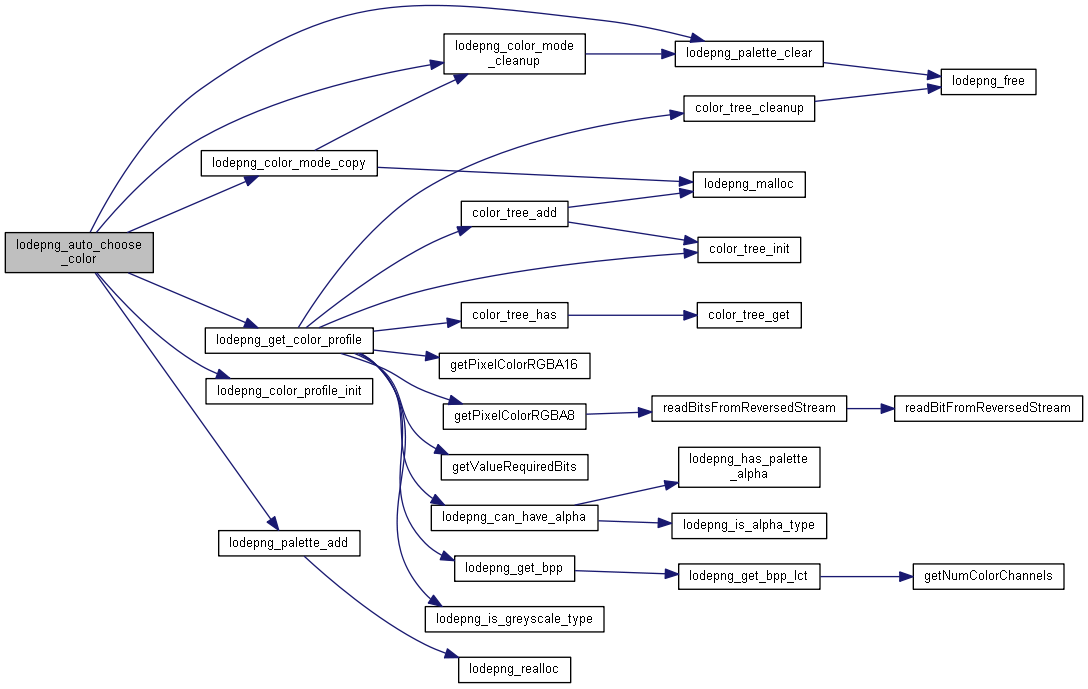 lodepng_color_mode
_cleanup
lodepng_palette_clear
lodepng_free
color_tree_cleanup
lodepng_color_mode_copy
lodepng_malloc
color_tree_add
lodepng_auto_choose
_color
color_tree_init
color_tree_has
color_tree_get
lodepng_get_color_profile
getPixelColorRGBA16
lodepng_color_profile_init
getPixelColorRGBA8
readBitsFromReversedStream
readBitFromReversedStream
getValueRequiredBits
lodepng_has_palette
_alpha
lodepng_can_have_alpha
lodepng_is_alpha_type
lodepng_palette_add
lodepng_get_bpp
lodepng_get_bpp_lct
getNumColorChannels
lodepng_is_greyscale_type
lodepng_realloc